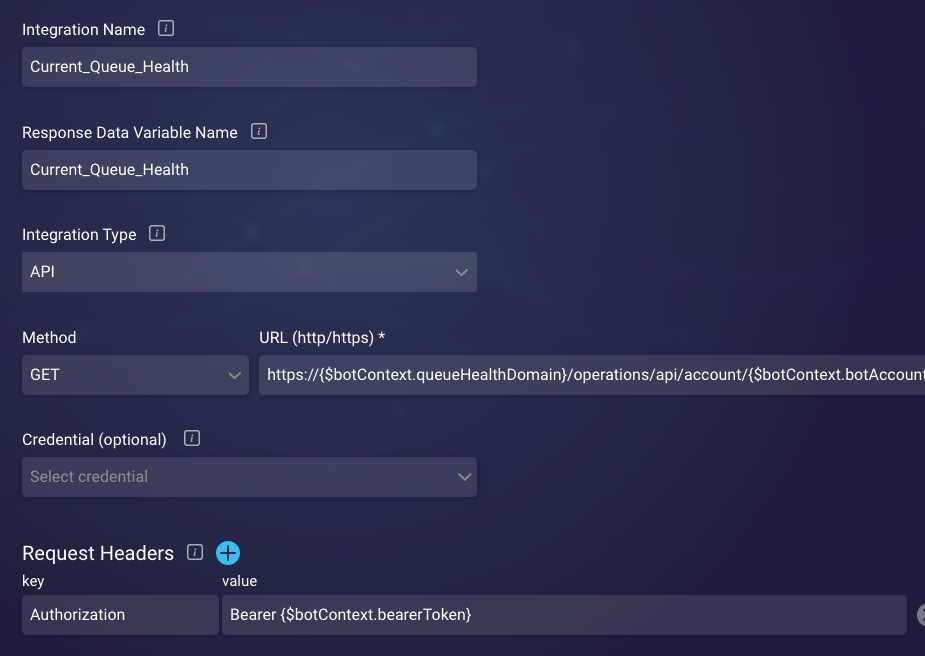 Integration Name
Current_Queue_Health
Response Data Variable Name
Current_Queue_Health
Integration Type
API
Method URL (http/https) *
GET https://{$botContext.queueHealthDomain}/operations/api/account/{$botContext.botAccount
Credential (optional)
Select credential
Request Headers
key value
Authorization Bearer {$botContext.bearerToken}